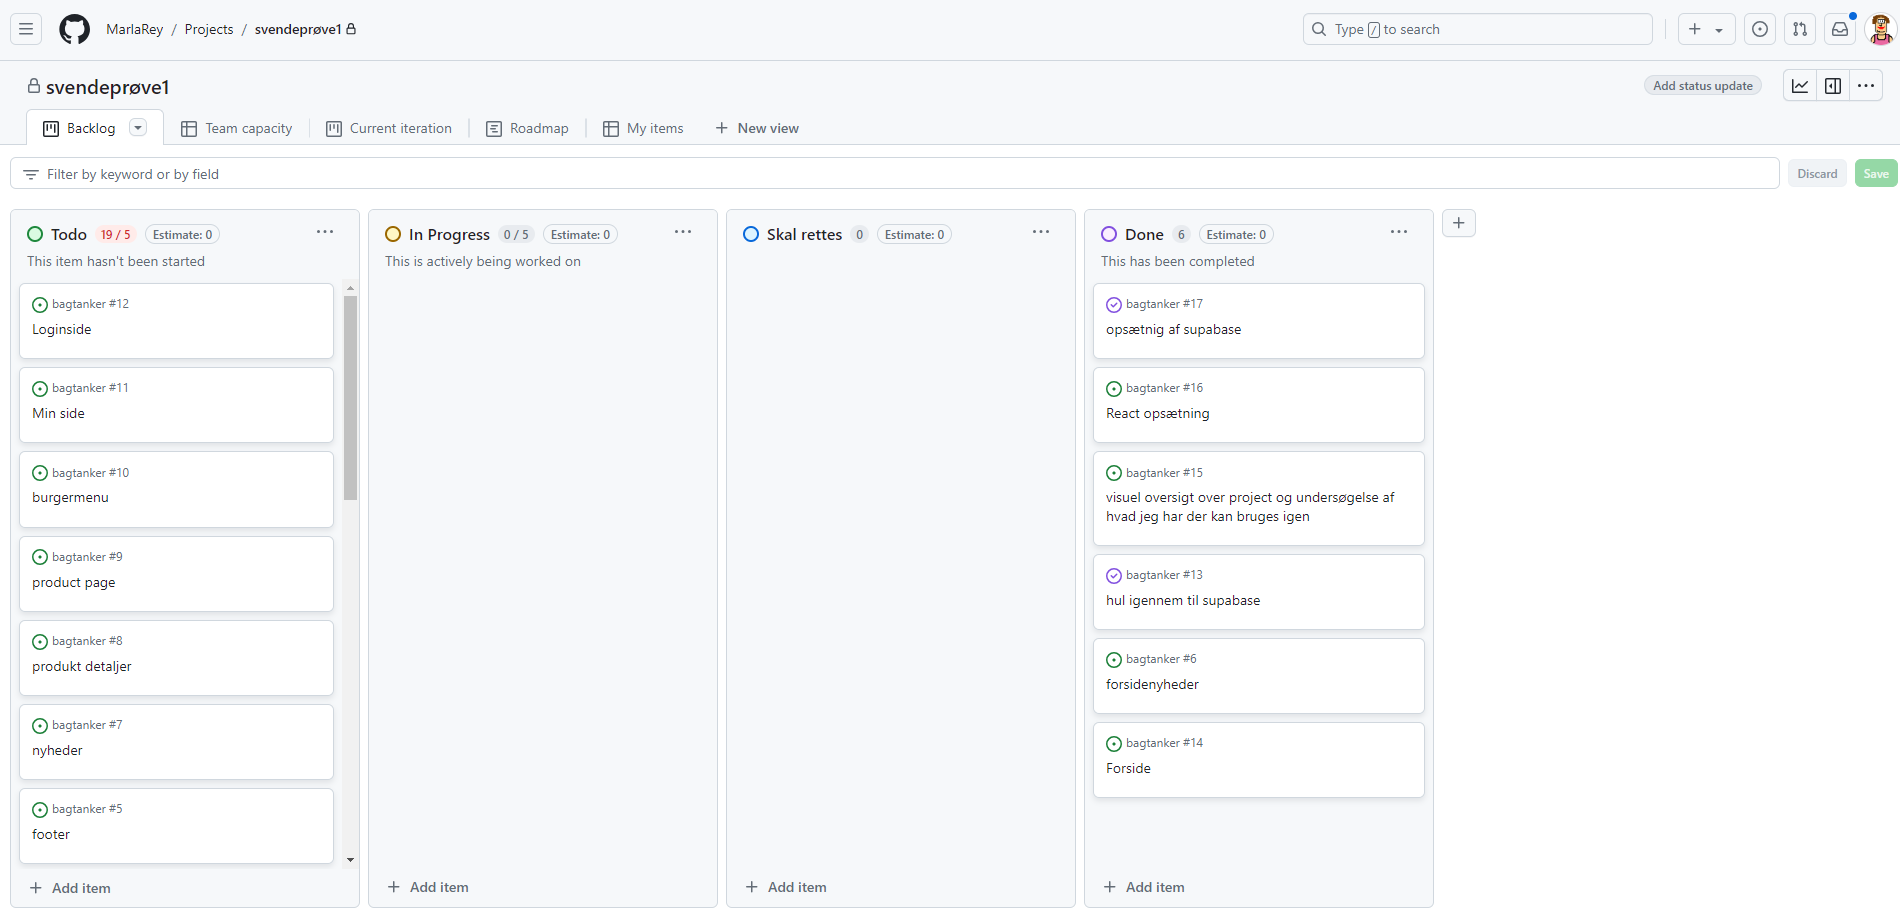 MarlaRey / Projects / svendeprøve1
Type / to search
svendeprøve1
Add status update
Backlog
Team capacity
Current iteration
Roadmap
My items
New view
Filter by keyword or by field
Discard
Save
Todo 19 / 5 Estimate: 0
This item hasn't been started
bagtanker #12
Loginside
bagtanker #11
Min side
bagtanker #10
burgermenu
bagtanker #9
product page
bagtanker #8
produkt detaljer
bagtanker #7
nyheder
bagtanker #5
footer
Add item
In Progress 0 / 5 Estimate: 0
This is actively being worked on
Add item
Skal rettes 0 Estimate: 0
Add item
Done 6 Estimate: 0
This has been completed
bagtanker #17
opsætnig af supabase
bagtanker #16
React opsætning
bagtanker #15
visuel oversigt over project og undersøgelse af
hvad jeg har der kan bruges igen
bagtanker #13
hul igennem til supabase
bagtanker #6
forsidenyheder
bagtanker #14
Forside
Add item